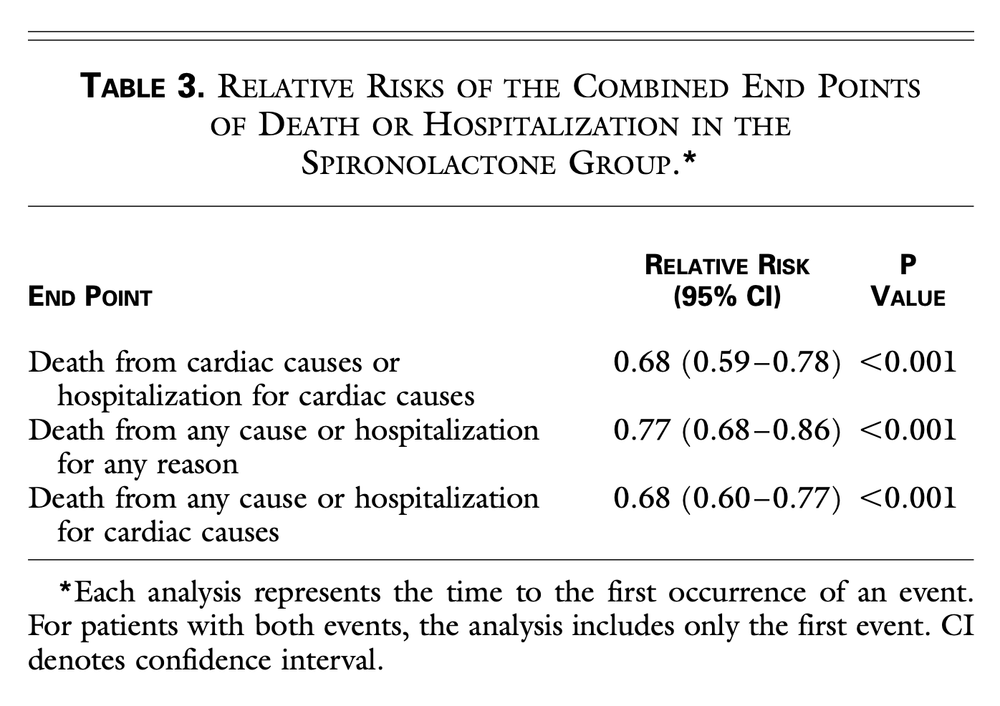 TABLE 3. RELATIVE RISKS OF THE COMBINED END POINTS
OF DEATH OR HOSPITALIZATION IN THE
SPIRONOLACTONE GROUP.*
RELATIVE RISK P
END POINT (95% CI) VALUE
Death from cardiac causes or 0.68 (0.59–0.78) <0.001
hospitalization for cardiac causes
Death from any cause or hospitalization 0.77 (0.68–0.86) <0.001
for any reason
Death from any cause or hospitalization 0.68 (0.60–0.77) <0.001
for cardiac causes
*Each analysis represents the time to the first occurrence of an event.
For patients with both events, the analysis includes only the first event. CI
denotes confidence interval.